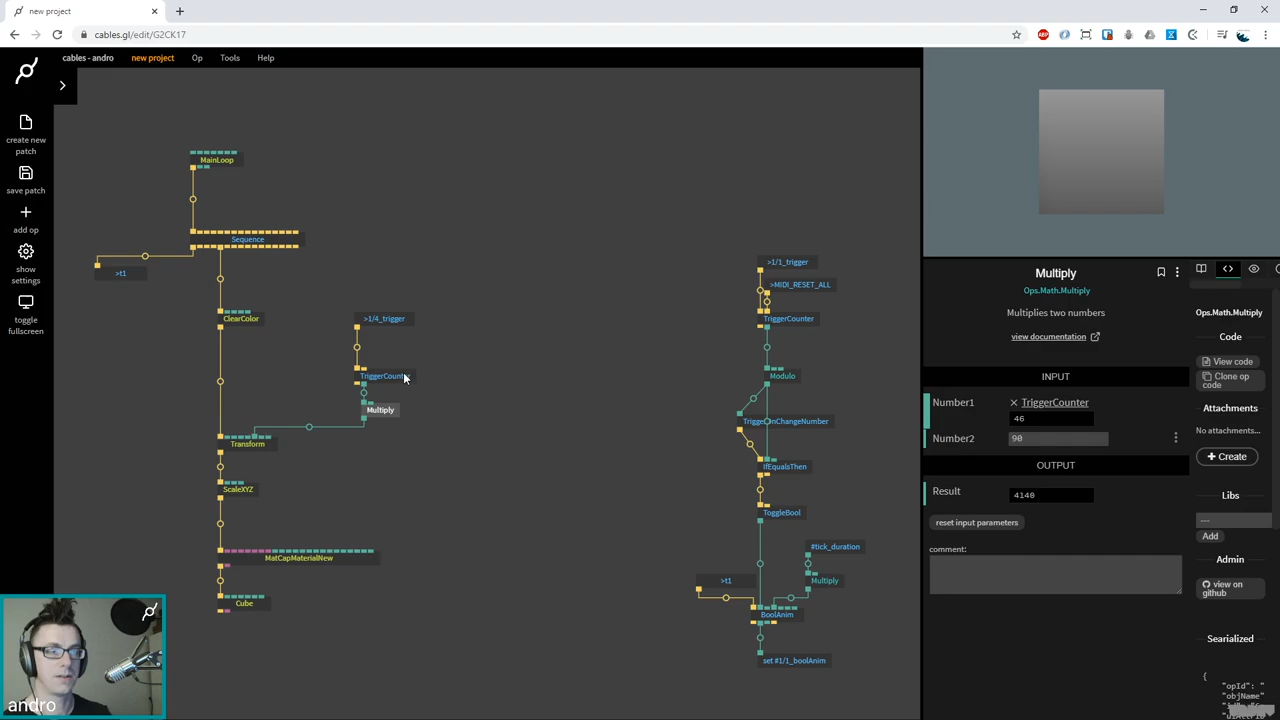 new project
cables.gl/edit/G2CK17
cables - andro
new project
Op
Tools
Help
create new
patch
save patch
add op
show
settings
toggle
fullscreen
MainLoop
Sequence
>t1
ClearColor
>1/4_trigger
TriggerCounter
Multiply
Transform
ScaleXYZ
MatCapMaterialNew
Cube
>1/1_trigger
>MIDI_RESET_ALL
TriggerCounter
Modulo
TriggerOnChangeNumber
IfEqualsThen
ToggleBool
#tick_duration
>t1
Multiply
BoolAnim
set #1/1_boolAnim
Multiply
Ops.Math.Multiply
Multiplies two numbers
view documentation
INPUT
Number1
× TriggerCounter
46
Number2
90
OUTPUT
Result
4140
reset input parameters
comment:
Ops.Math.Multiply
Code
View code
Clone op
code
Attachments
No attachments...
+ Create
Libs
---
Add
Admin
view on
github
Searialized
{
"opId": "
"objName"
andro